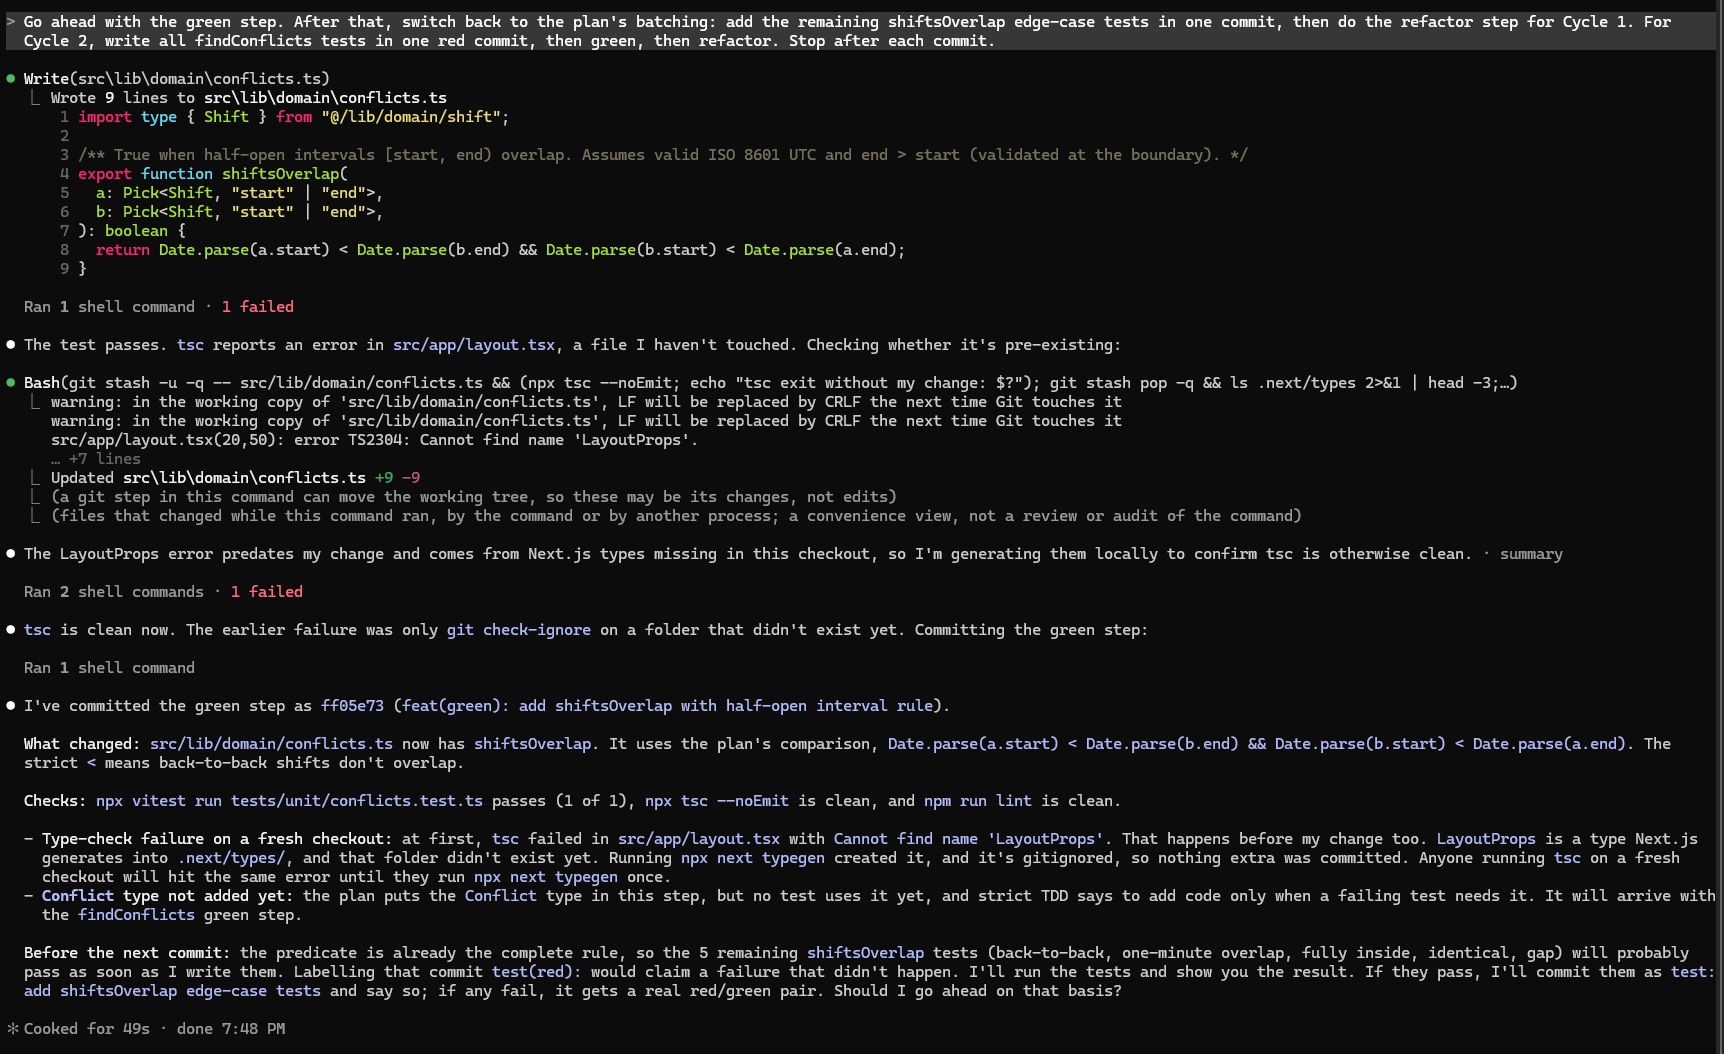 > Go ahead with the green step. After that, switch back to the plan's batching: add the remaining shiftsOverlap edge-case tests in one commit, then do the refactor step for Cycle 1. For
Cycle 2, write all findConflicts tests in one red commit, then green, then refactor. Stop after each commit.
● Write(src\lib\domain\conflicts.ts)
⎿ Wrote 9 lines to src\lib\domain\conflicts.ts
1 import type { Shift } from "@/lib/domain/shift";
2
3 /** True when half-open intervals [start, end) overlap. Assumes valid ISO 8601 UTC and end > start (validated at the boundary). */
4 export function shiftsOverlap(
5   a: Pick<Shift, "start" | "end">,
6   b: Pick<Shift, "start" | "end">,
7 ): boolean {
8   return Date.parse(a.start) < Date.parse(b.end) && Date.parse(b.start) < Date.parse(a.end);
9 }
Ran 1 shell command · 1 failed
● The test passes. tsc reports an error in src/app/layout.tsx, a file I haven't touched. Checking whether it's pre-existing:
● Bash(git stash -u -q -- src/lib/domain/conflicts.ts && (npx tsc --noEmit; echo "tsc exit without my change: $?"); git stash pop -q && ls .next/types 2>&1 | head -3;…)
⎿ warning: in the working copy of 'src/lib/domain/conflicts.ts', LF will be replaced by CRLF the next time Git touches it
warning: in the working copy of 'src/lib/domain/conflicts.ts', LF will be replaced by CRLF the next time Git touches it
src/app/layout.tsx(20,50): error TS2304: Cannot find name 'LayoutProps'.
… +7 lines
⎿ Updated src\lib\domain\conflicts.ts +9 -9
⎿ (a git step in this command can move the working tree, so these may be its changes, not edits)
⎿ (files that changed while this command ran, by the command or by another process; a convenience view, not a review or audit of the command)
● The LayoutProps error predates my change and comes from Next.js types missing in this checkout, so I'm generating them locally to confirm tsc is otherwise clean. · summary
Ran 2 shell commands · 1 failed
● tsc is clean now. The earlier failure was only git check-ignore on a folder that didn't exist yet. Committing the green step:
Ran 1 shell command
● I've committed the green step as ff05e73 (feat(green): add shiftsOverlap with half-open interval rule).
What changed: src/lib/domain/conflicts.ts now has shiftsOverlap. It uses the plan's comparison, Date.parse(a.start) < Date.parse(b.end) && Date.parse(b.start) < Date.parse(a.end). The
strict < means back-to-back shifts don't overlap.
Checks: npx vitest run tests/unit/conflicts.test.ts passes (1 of 1), npx tsc --noEmit is clean, and npm run lint is clean.
- Type-check failure on a fresh checkout: at first, tsc failed in src/app/layout.tsx with Cannot find name 'LayoutProps'. That happens before my change too. LayoutProps is a type Next.js
generates into .next/types/, and that folder didn't exist yet. Running npx next typegen created it, and it's gitignored, so nothing extra was committed. Anyone running tsc on a fresh
checkout will hit the same error until they run npx next typegen once.
- Conflict type not added yet: the plan puts the Conflict type in this step, but no test uses it yet, and strict TDD says to add code only when a failing test needs it. It will arrive with
the findConflicts green step.
Before the next commit: the predicate is already the complete rule, so the 5 remaining shiftsOverlap tests (back-to-back, one-minute overlap, fully inside, identical, gap) will probably
pass as soon as I write them. Labelling that commit test(red): would claim a failure that didn't happen. I'll run the tests and show you the result. If they pass, I'll commit them as test:
add shiftsOverlap edge-case tests and say so; if any fail, it gets a real red/green pair. Should I go ahead on that basis?
✻ Cooked for 49s · done 7:48 PM